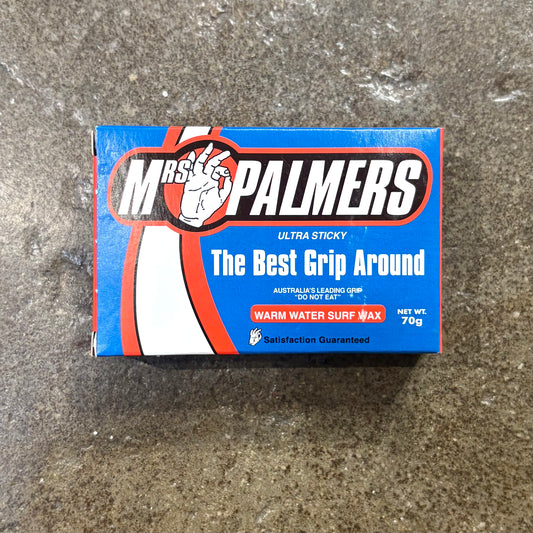 MRS PALMERS
ULTRA STICKY
The Best Grip Around
AUSTRALIA'S LEADING GRIP
"DO NOT EAT"
WARM WATER SURF WAX
NET WT.
70g
Satisfaction Guaranteed